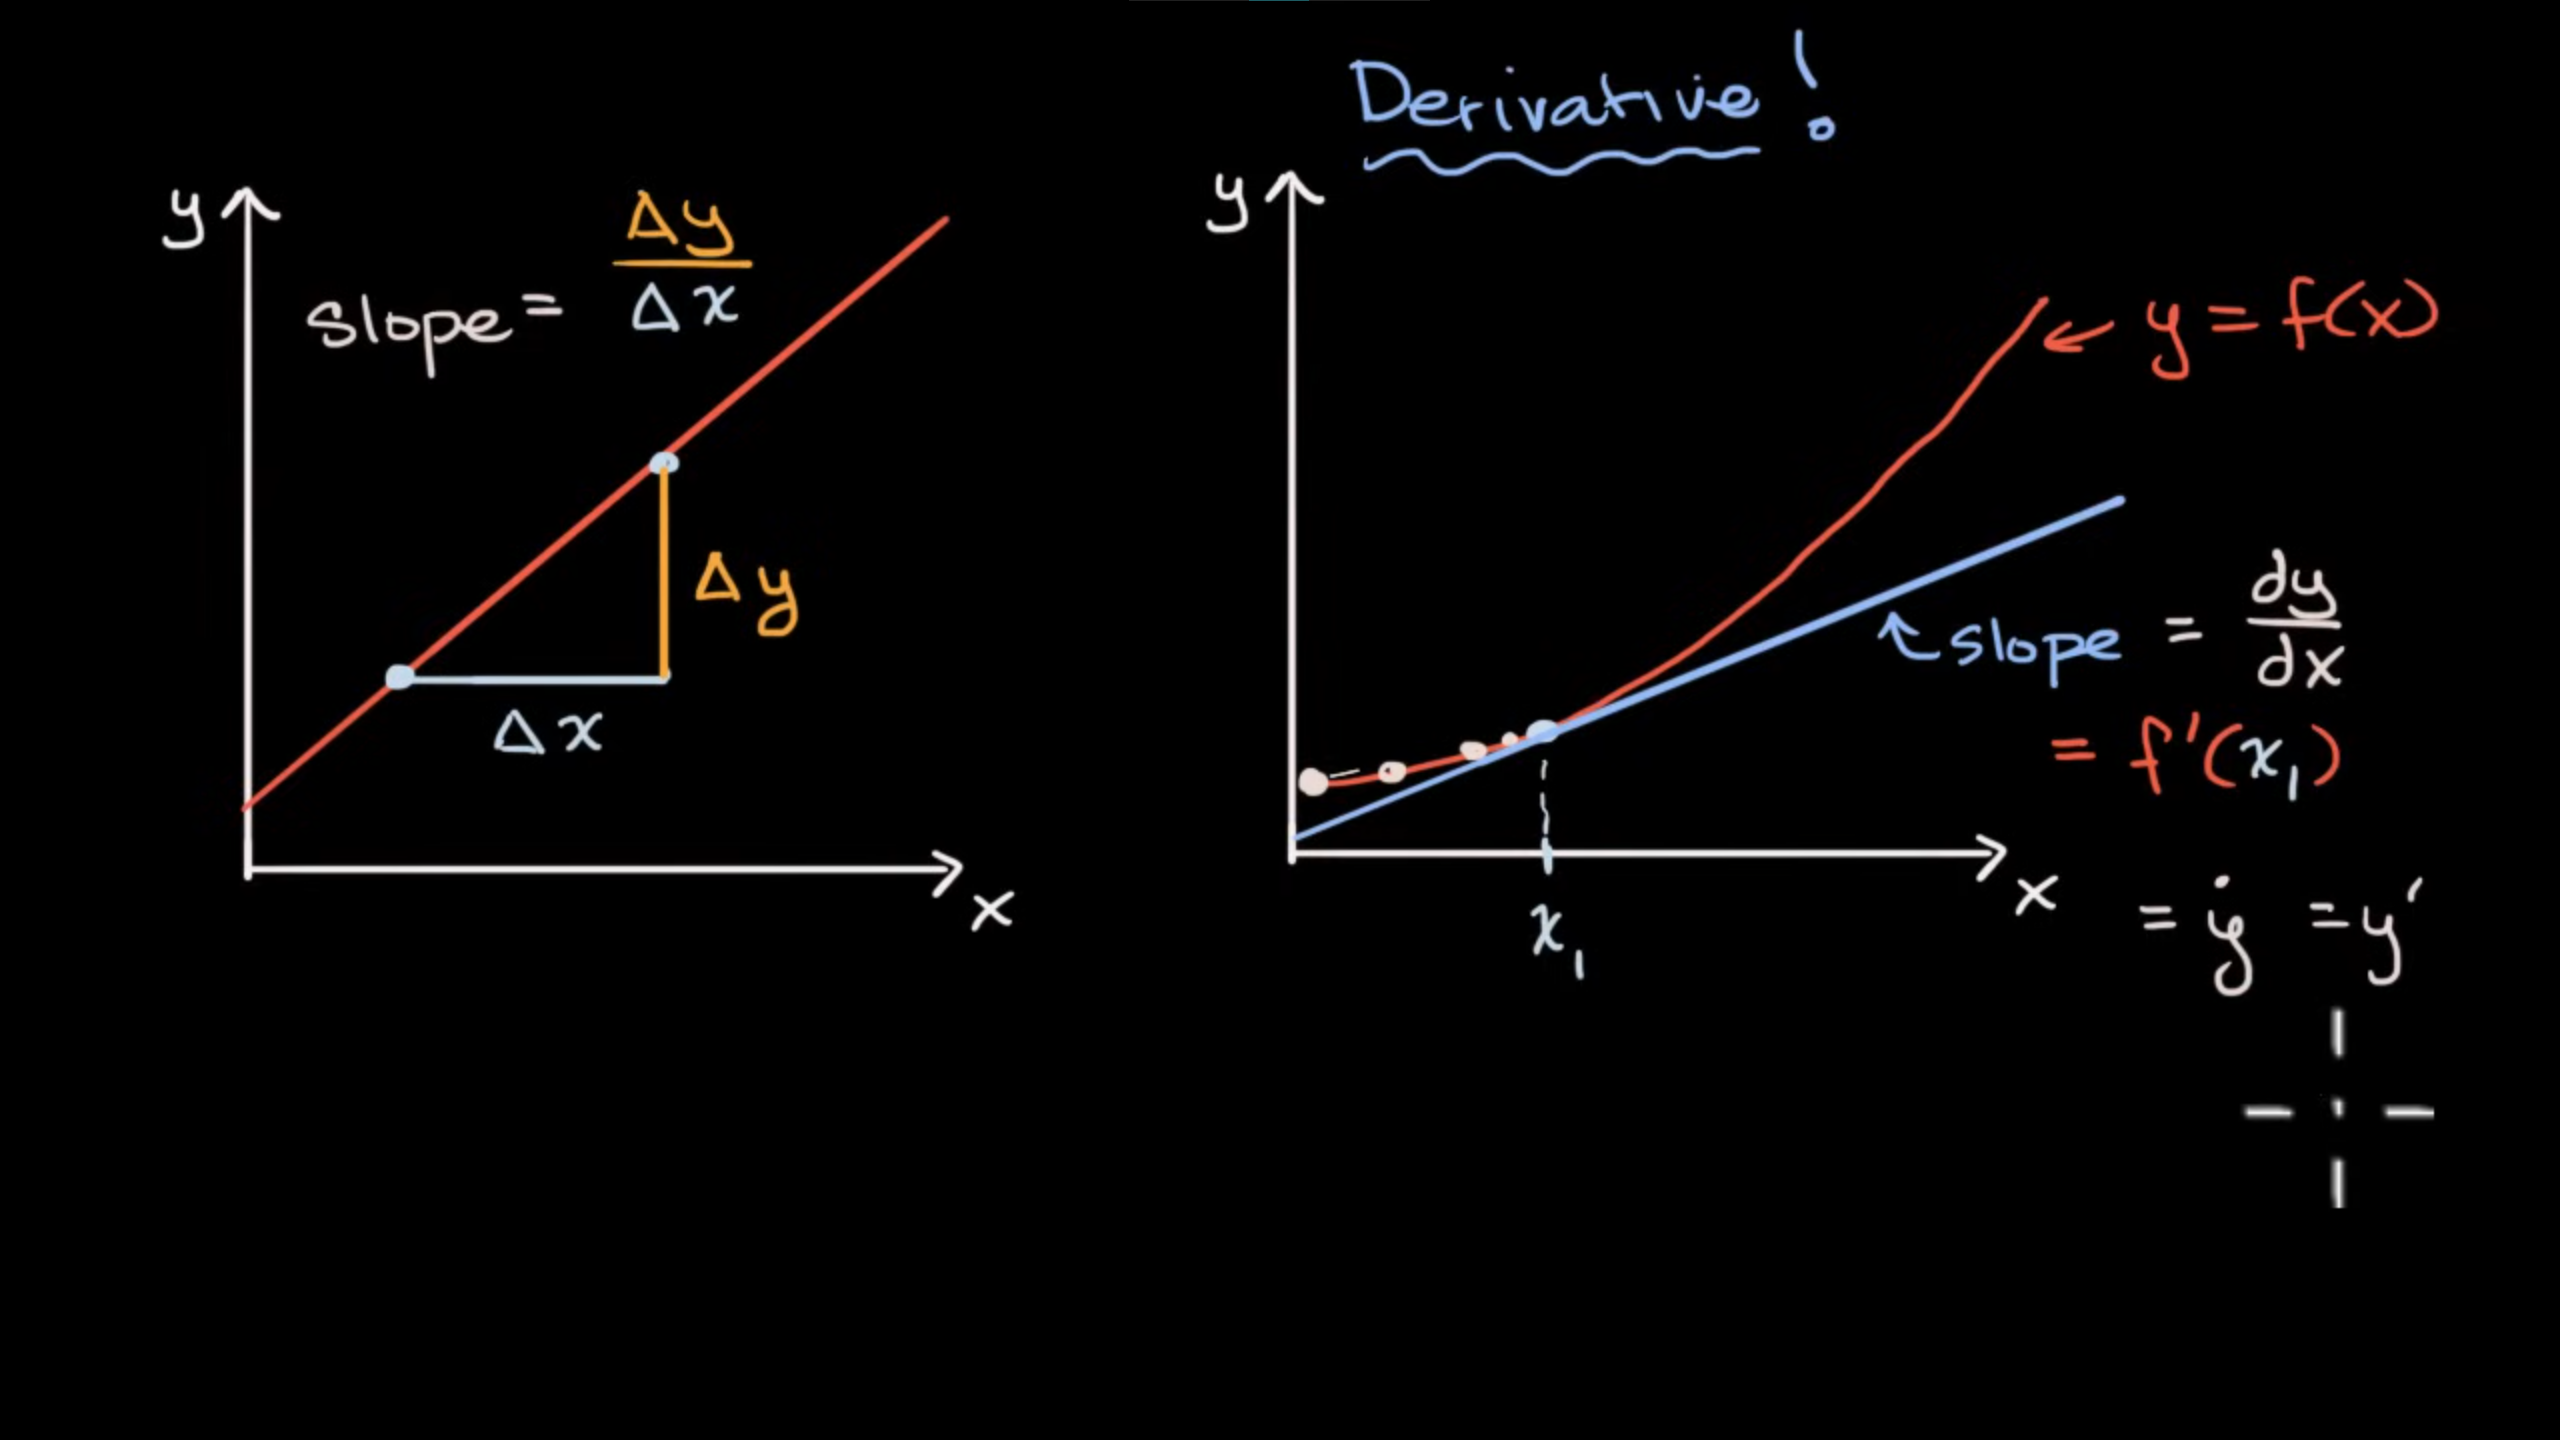 Derivative!
y
slope = Δy/Δx
Δy
Δx
x
y
y = f(x)
slope = dy/dx
= f'(x₁)
x
= ẏ = y'
x₁